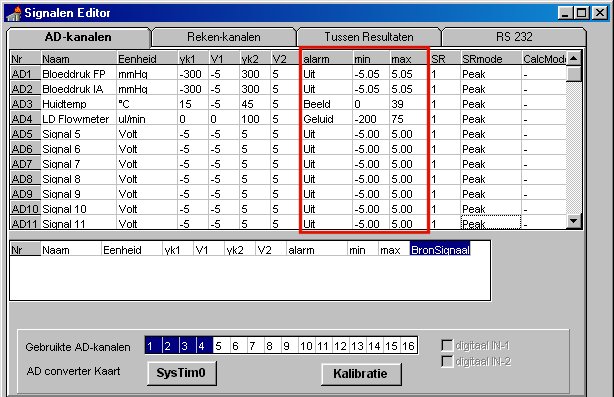 Signalen Editor
AD-kanalen Reken-kanalen Tussen Resultaten RS 232
Nr Naam Eenheid yk1 V1 yk2 V2 alarm min max SR SRmode CalcMode
AD1 Bloeddruk FP mmHq -300 -5 300 5 Uit -5.05 5.05 1 Peak -
AD2 Bloeddruk IA mmHq -300 -5 300 5 Uit -5.05 5.05 1 Peak -
AD3 Huidtemp °C 15 -5 45 5 Beeld 0 39 1 Peak -
AD4 LD Flowmeter ul/min 0 0 100 5 Geluid -200 75 1 Peak -
AD5 Signal 5 Volt -5 -5 5 5 Uit -5.00 5.00 1 Peak -
AD6 Signal 6 Volt -5 -5 5 5 Uit -5.00 5.00 1 Peak -
AD7 Signal 7 Volt -5 -5 5 5 Uit -5.00 5.00 1 Peak -
AD8 Signal 8 Volt -5 -5 5 5 Uit -5.00 5.00 1 Peak -
AD9 Signal 9 Volt -5 -5 5 5 Uit -5.00 5.00 1 Peak -
AD10 Signal 10 Volt -5 -5 5 5 Uit -5.00 5.00 1 Peak -
AD11 Signal 11 Volt -5 -5 5 5 Uit -5.00 5.00 1 Peak -
Nr Naam Eenheid yk1 V1 yk2 V2 alarm min max BronSignaal
Gebruikte AD-kanalen 1 2 3 4 5 6 7 8 9 10 11 12 13 14 15 16 digitaal IN-1
digitaal IN-2
AD converter Kaart SysTim0 Kalibratie